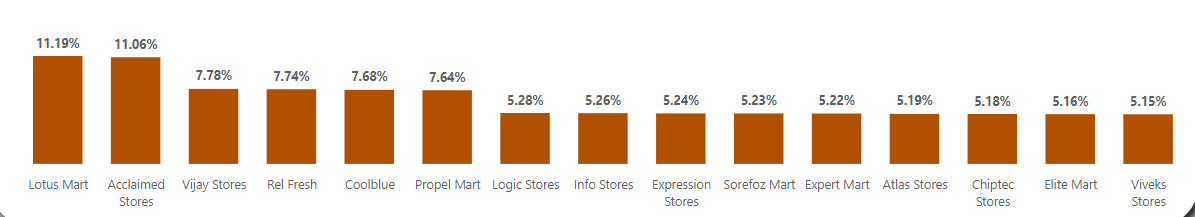 11.19%
11.06%
7.78%
7.74%
7.68%
7.64%
5.28%
5.26%
5.24%
5.23%
5.22%
5.19%
5.18%
5.16%
5.15%
Lotus Mart
Acclaimed
Stores
Vijay Stores
Rel Fresh
Coolblue
Propel Mart
Logic Stores
Info Stores
Expression
Stores
Sorefoz Mart
Expert Mart
Atlas Stores
Chiptec
Stores
Elite Mart
Viveks
Stores